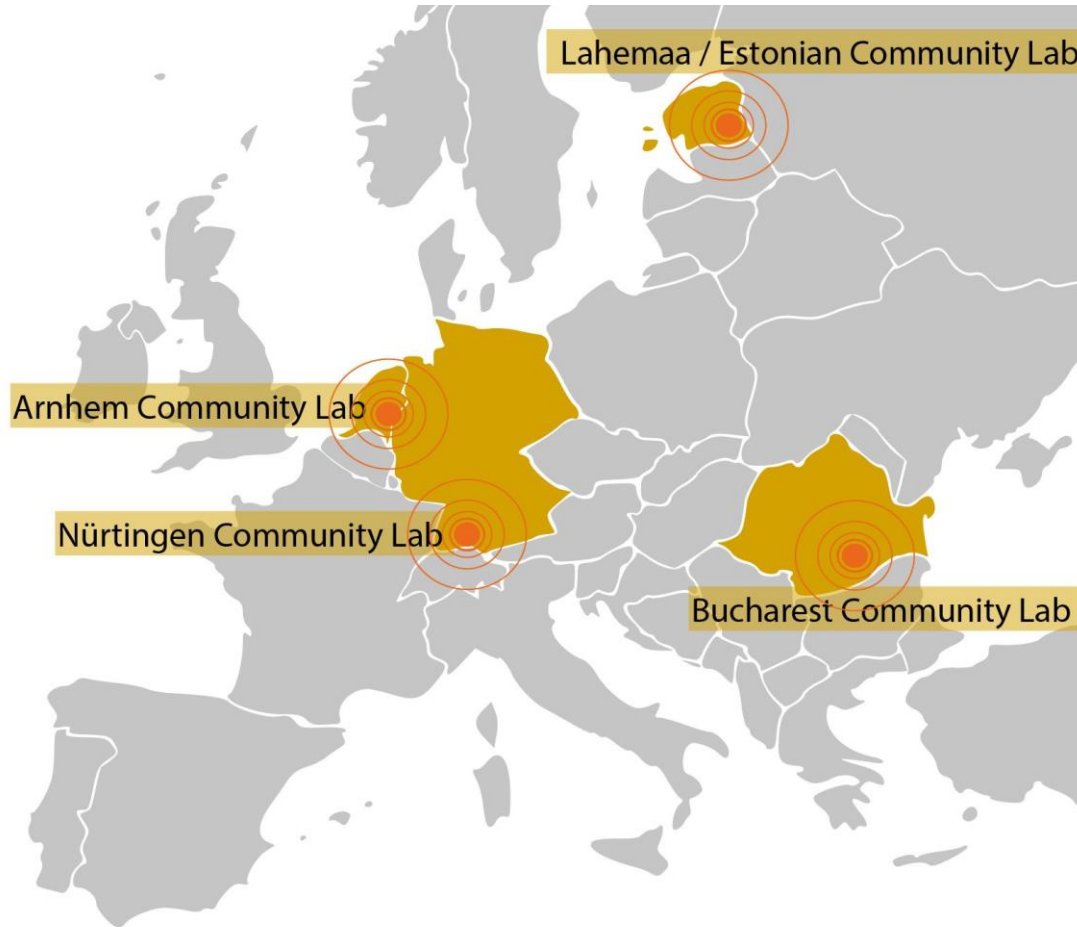 Lahemaa / Estonian Community Lab
Arnhem Community Lab
Nürtingen Community Lab
Bucharest Community Lab